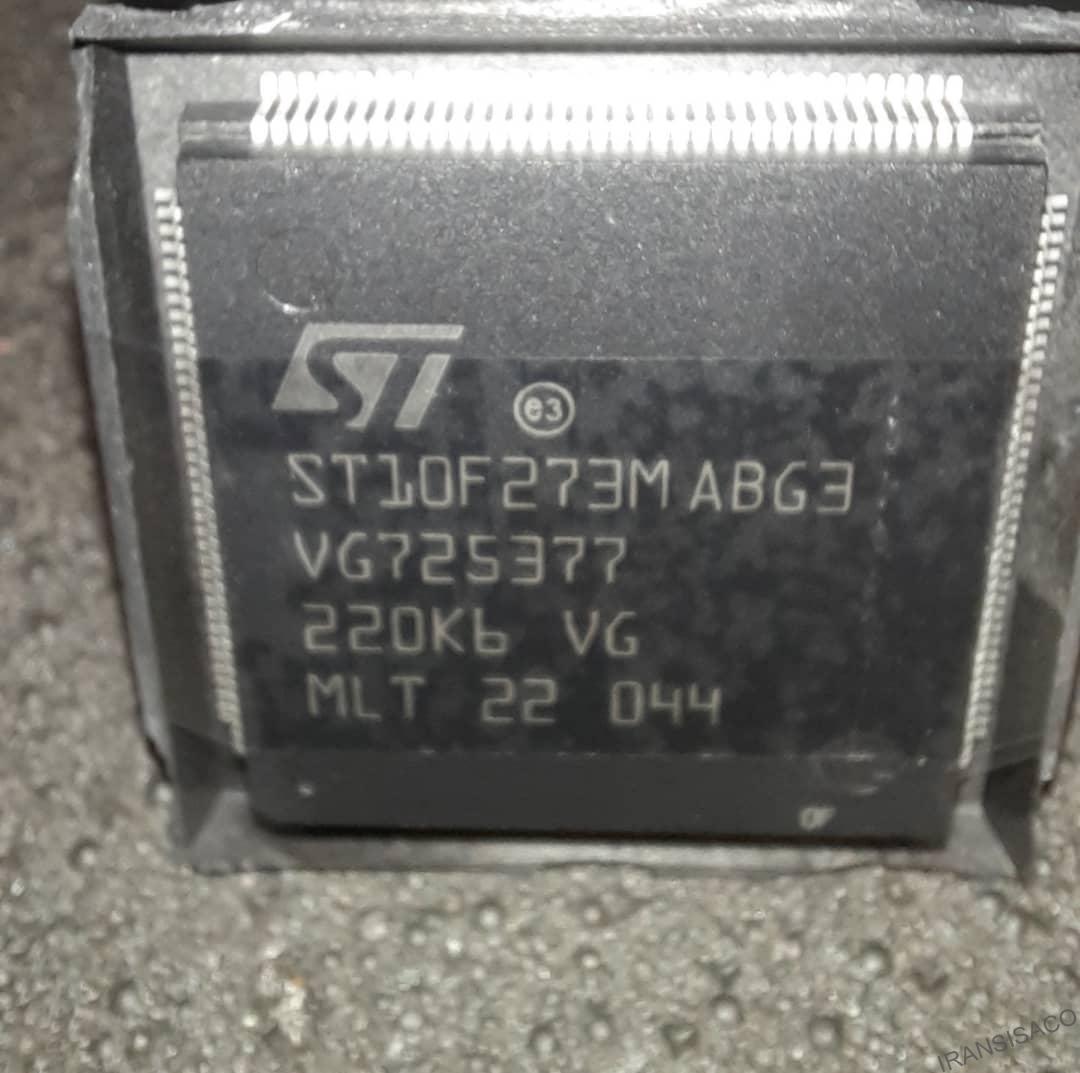 ST
e3
ST10F273M ABG3
VG725377
220K6 VG
MLT 22 044
IRANSISACO